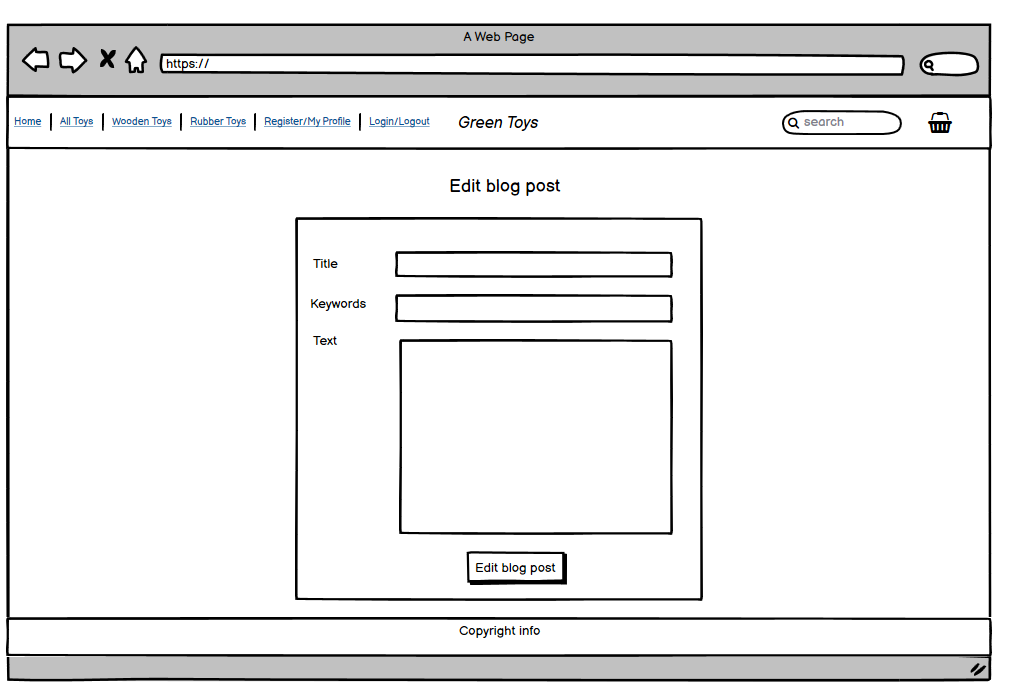 A Web Page
https://
Home All Toys Wooden Toys Rubber Toys Register/My Profile Login/Logout Green Toys search
Edit blog post
Title
Keywords
Text
Edit blog post
Copyright info